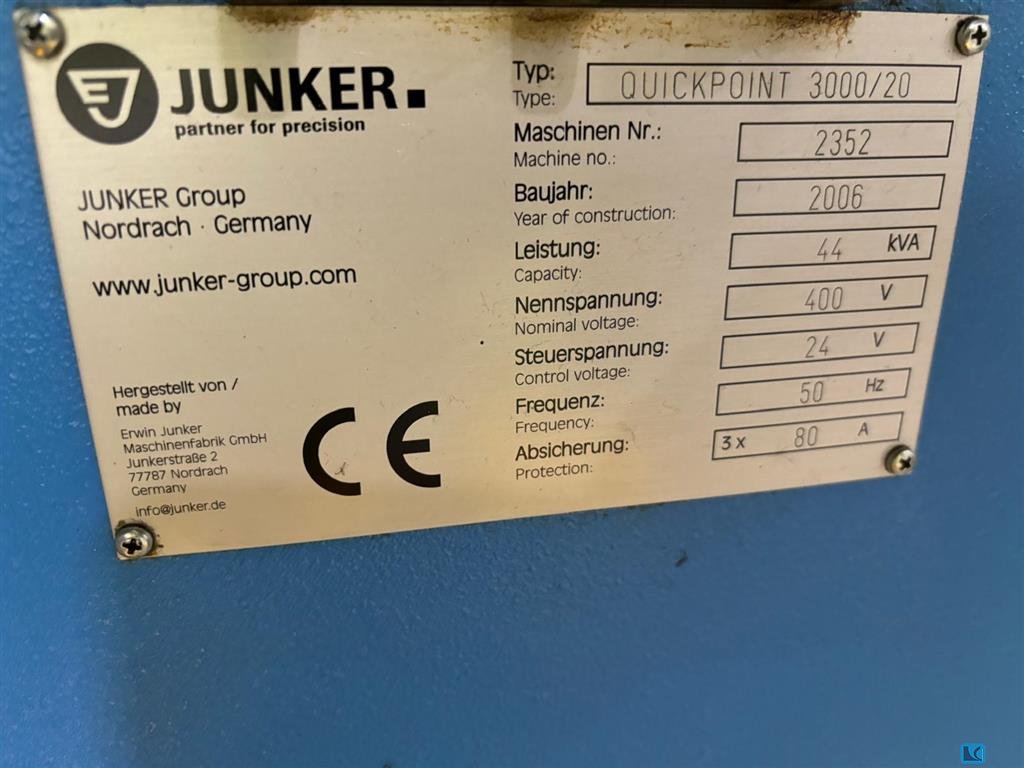 JUNKER
partner for precision
JUNKER Group
Nordrach · Germany
www.junker-group.com
Hergestellt von /
made by
Erwin Junker
Maschinenfabrik GmbH
Junkerstraße 2
77787 Nordrach
Germany
info@junker.de
CE
Typ: QUICKPOINT 3000/20
Type:
Maschinen Nr.: 2352
Machine no.:
Baujahr: 2006
Year of construction:
Leistung: 44 kVA
Capacity:
Nennspannung: 400 V
Nominal voltage:
Steuerspannung: 24 V
Control voltage:
Frequenz: 50 Hz
Frequency:
Absicherung: 3 x 80 A
Protection: